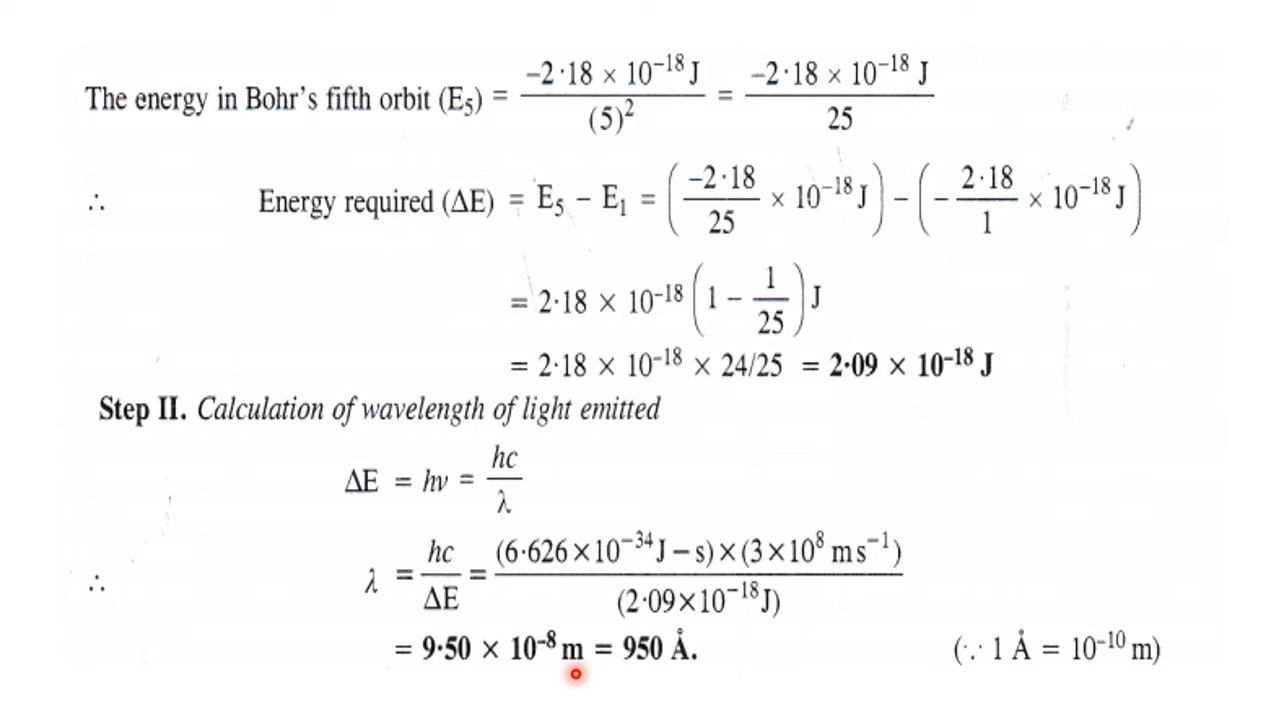 The energy in Bohr's fifth orbit (E₅) = −2·18 × 10⁻¹⁸ J / (5)² = −2·18 × 10⁻¹⁸ J / 25
∴ Energy required (ΔE) = E₅ − E₁ = (−2·18/25 × 10⁻¹⁸ J) − (− 2·18/1 × 10⁻¹⁸ J)
= 2·18 × 10⁻¹⁸ (1 − 1/25) J
= 2·18 × 10⁻¹⁸ × 24/25 = 2·09 × 10⁻¹⁸ J
Step II. Calculation of wavelength of light emitted
ΔE = hν = hc/λ
∴ λ = hc/ΔE = (6·626×10⁻³⁴ J−s)×(3×10⁸ ms⁻¹) / (2·09×10⁻¹⁸ J)
= 9·50 × 10⁻⁸ m = 950 Å. (∵ 1 Å = 10⁻¹⁰ m)